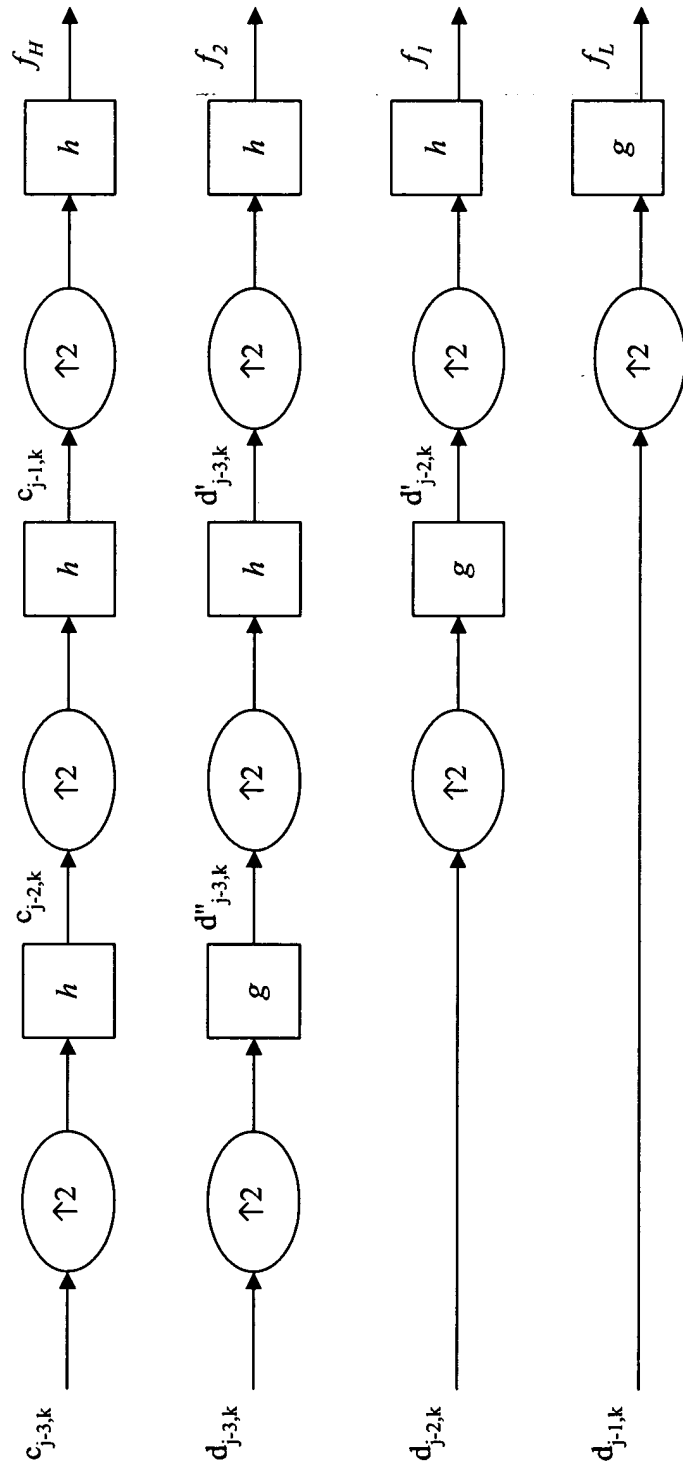 c_{j-3,k} ↑2 h c_{j-2,k} ↑2 h c_{j-1,k} ↑2 h f_H
d_{j-3,k} ↑2 g d''_{j-3,k} ↑2 h d'_{j-3,k} ↑2 h f_2
d_{j-2,k} ↑2 g d'_{j-2,k} ↑2 h f_1
d_{j-1,k} ↑2 g f_L